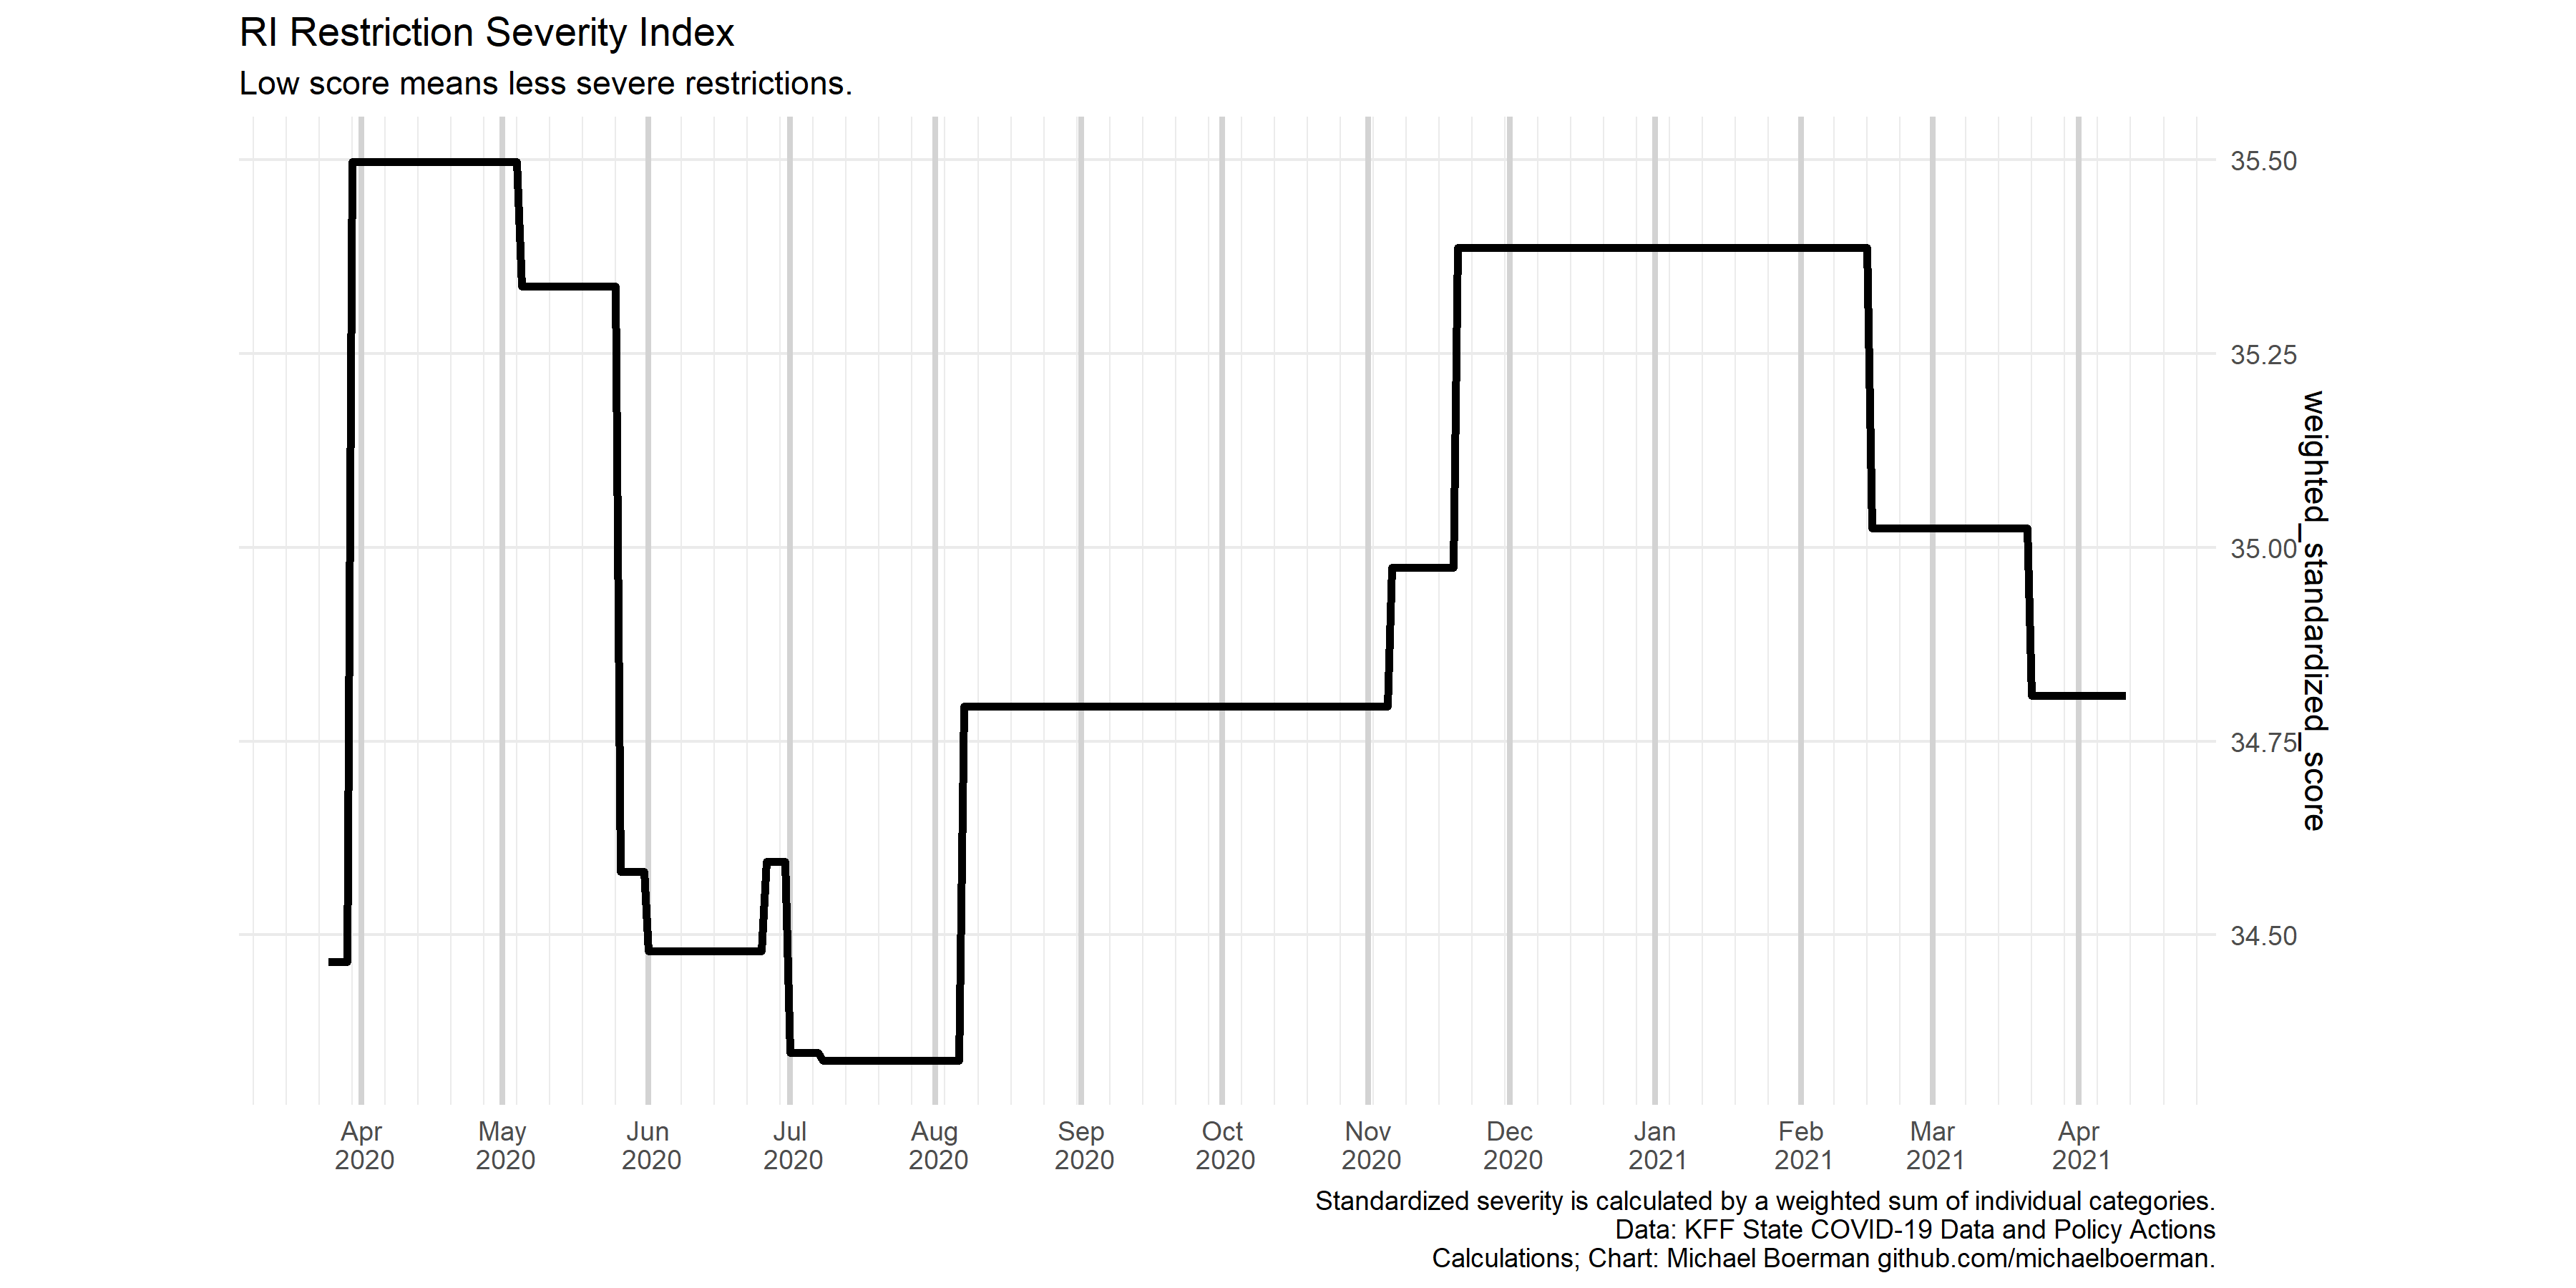 RI Restriction Severity Index
Low score means less severe restrictions.
35.50
35.25
35.00
34.75
34.50
weighted_standardized_score
Apr
2020
May
2020
Jun
2020
Jul
2020
Aug
2020
Sep
2020
Oct
2020
Nov
2020
Dec
2020
Jan
2021
Feb
2021
Mar
2021
Apr
2021
Standardized severity is calculated by a weighted sum of individual categories.
Data: KFF State COVID-19 Data and Policy Actions
Calculations; Chart: Michael Boerman github.com/michaelboerman.